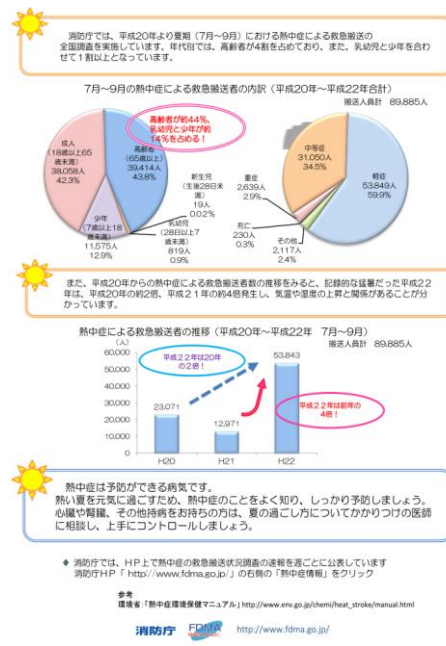 消防庁では、平成20年より夏期（7月～9月）における熱中症による救急搬送の
全国調査を実施しています。年代別では、高齢者が4割を占めており、また、乳幼児と少年を合わ
せて１割以上となっています。
7月～9月の熱中症による救急搬送者の内訳（平成20年～平成22年合計）
搬送人員計　89,885人
高齢者が約44%、
乳幼児と少年が約
14%を占める！
成人
（18歳以上65
歳未満）
38,058人
42.3%
高齢者
（65歳以上）
39,414人
43.8%
新生児
（生後28日未
満）
19人
0.02%
乳幼児
（28日以上7
歳未満）
819人
0.9%
少年
（7歳以上18
歳未満）
11,575人
12.9%
中等症
31,050人
34.5%
軽症
53,849人
59.9%
重症
2,639人
2.9%
死亡
230人
0.3%
その他
2,117人
2.4%
また、平成20年からの熱中症による救急搬送者数の推移をみると、記録的な猛暑だった平成22
年は、平成20年の約2倍、平成２１年の約4倍発生し、気温や湿度の上昇と関係があることが分
かっています。
熱中症による救急搬送者の推移（平成20年～平成22年　7月～9月）
搬送人員計　89,885人
（人）
60,000
50,000
40,000
30,000
20,000
10,000
0
平成２２年は20年
の2倍！
53,843
23,071
12,971
平成２２年は前年の
4倍！
H20 H21 H22
熱中症は予防ができる病気です。
熱い夏を元気に過ごすため、熱中症のことをよく知り、しっかり予防しましょう。
心臓や腎臓、その他持病をお持ちの方は、夏の過ごし方についてかかりつけの医師
に相談し、上手にコントロールしましょう。
◆ 消防庁では、HP上で熱中症の救急搬送状況調査の速報を週ごとに公表しています
消防庁HP「 http://www.fdma.go.jp/」の右側の「熱中症情報」をクリック
参考
環境省：「熱中症環境保健マニュアル」http://www.env.go.jp/chemi/heat_stroke/manual.html
消防庁 FDMA http://www.fdma.go.jp/